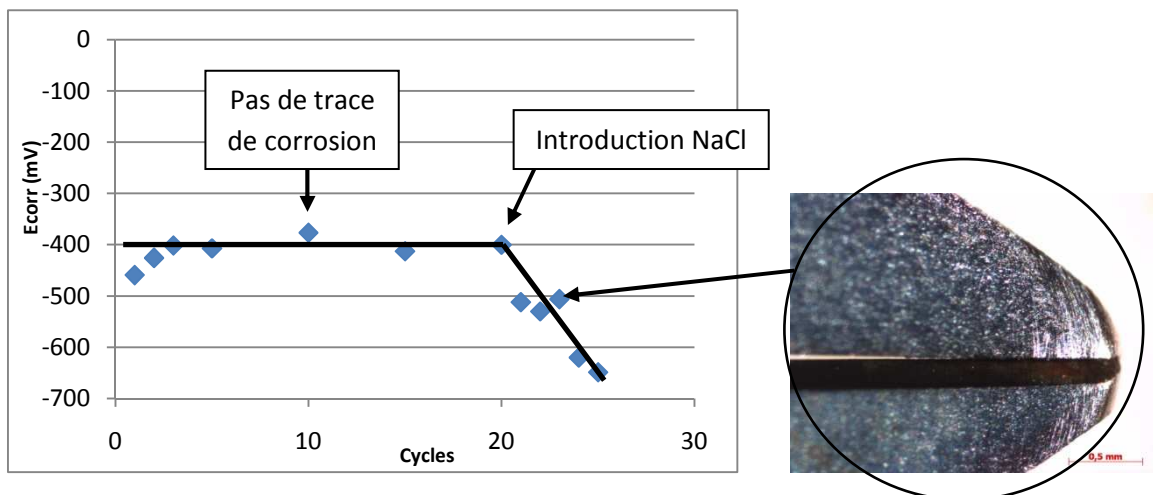 0
-100
-200
-300
-400
-500
-600
-700
Ecorr (mV)
Pas de trace
de corrosion
Introduction NaCl
0
10
20
30
Cycles
0,5 mm